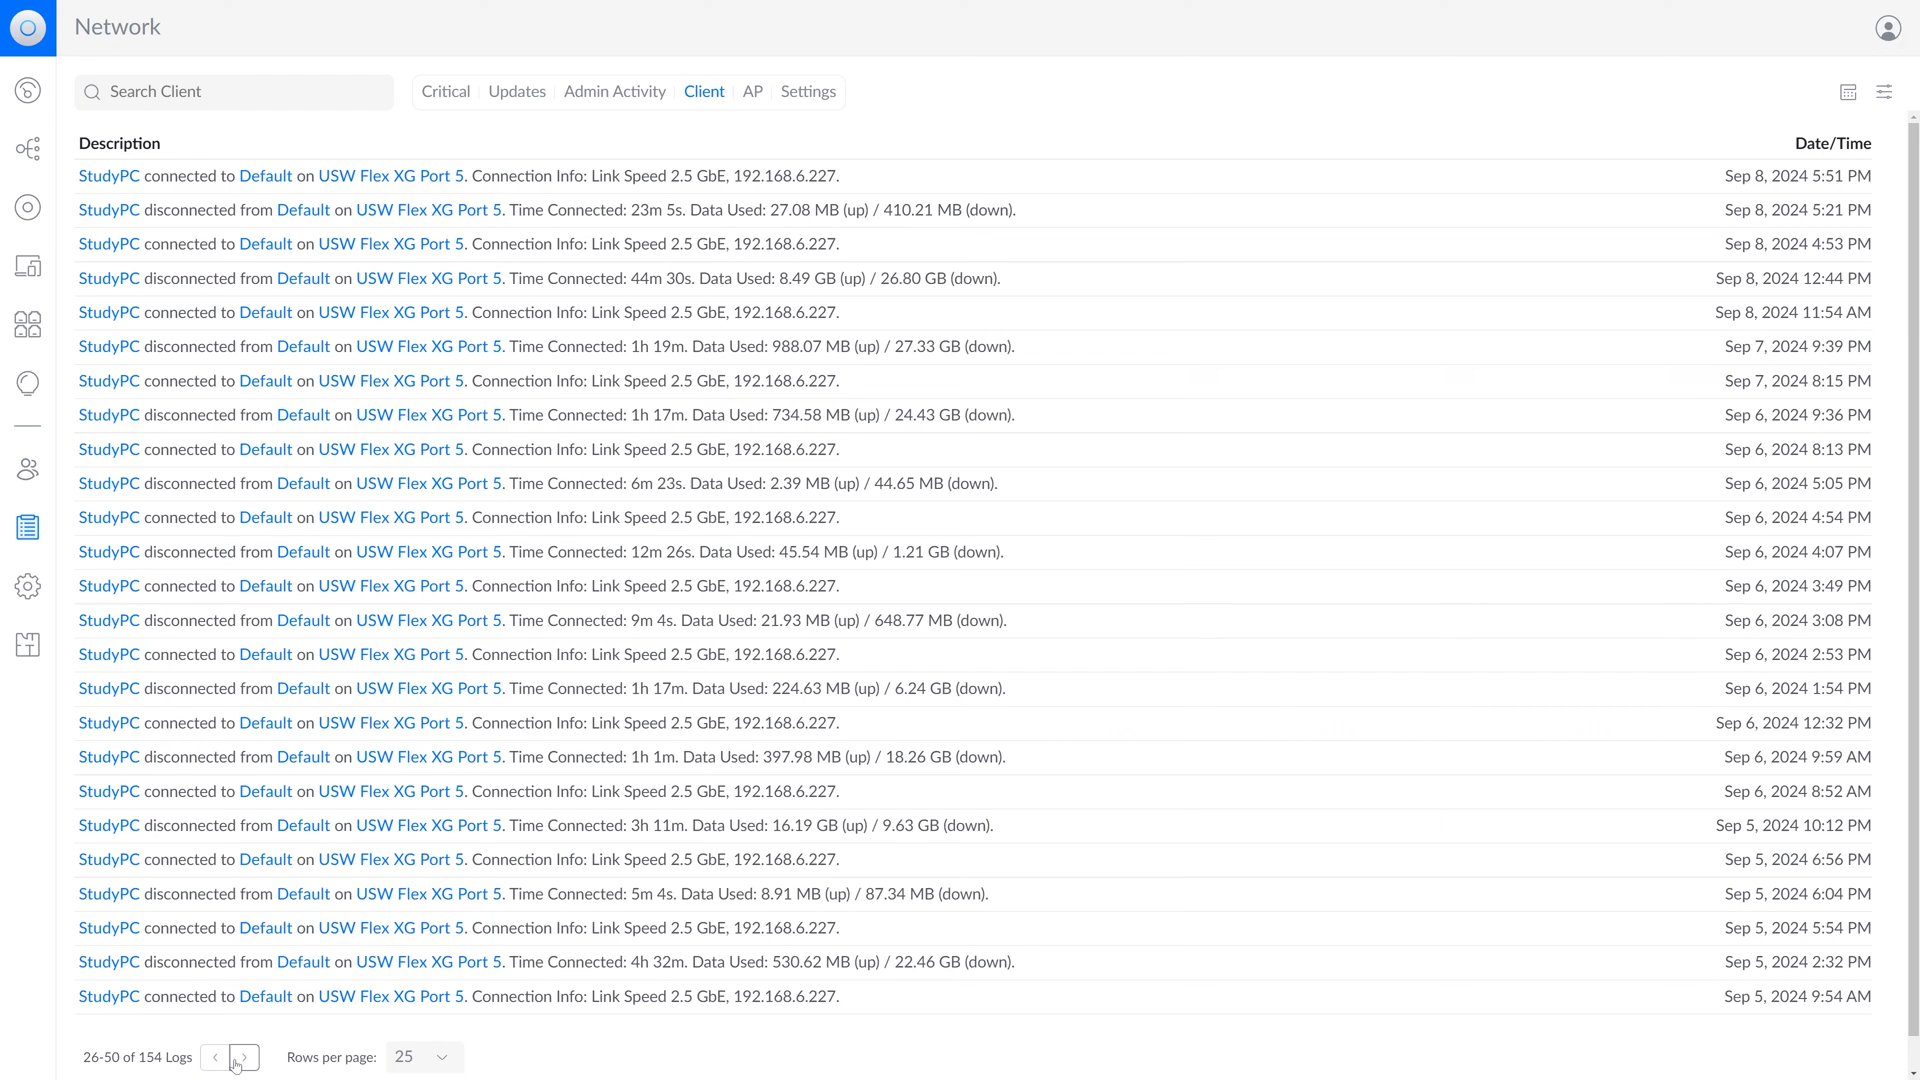 Network
Search Client
Critical Updates Admin Activity Client AP Settings
Description Date/Time
StudyPC connected to Default on USW Flex XG Port 5. Connection Info: Link Speed 2.5 GbE, 192.168.6.227. Sep 8, 2024 5:51 PM
StudyPC disconnected from Default on USW Flex XG Port 5. Time Connected: 23m 5s. Data Used: 27.08 MB (up) / 410.21 MB (down). Sep 8, 2024 5:21 PM
StudyPC connected to Default on USW Flex XG Port 5. Connection Info: Link Speed 2.5 GbE, 192.168.6.227. Sep 8, 2024 4:53 PM
StudyPC disconnected from Default on USW Flex XG Port 5. Time Connected: 44m 30s. Data Used: 8.49 GB (up) / 26.80 GB (down). Sep 8, 2024 12:44 PM
StudyPC connected to Default on USW Flex XG Port 5. Connection Info: Link Speed 2.5 GbE, 192.168.6.227. Sep 8, 2024 11:54 AM
StudyPC disconnected from Default on USW Flex XG Port 5. Time Connected: 1h 19m. Data Used: 988.07 MB (up) / 27.33 GB (down). Sep 7, 2024 9:39 PM
StudyPC connected to Default on USW Flex XG Port 5. Connection Info: Link Speed 2.5 GbE, 192.168.6.227. Sep 7, 2024 8:15 PM
StudyPC disconnected from Default on USW Flex XG Port 5. Time Connected: 1h 17m. Data Used: 734.58 MB (up) / 24.43 GB (down). Sep 6, 2024 9:36 PM
StudyPC connected to Default on USW Flex XG Port 5. Connection Info: Link Speed 2.5 GbE, 192.168.6.227. Sep 6, 2024 8:13 PM
StudyPC disconnected from Default on USW Flex XG Port 5. Time Connected: 6m 23s. Data Used: 2.39 MB (up) / 44.65 MB (down). Sep 6, 2024 5:05 PM
StudyPC connected to Default on USW Flex XG Port 5. Connection Info: Link Speed 2.5 GbE, 192.168.6.227. Sep 6, 2024 4:54 PM
StudyPC disconnected from Default on USW Flex XG Port 5. Time Connected: 12m 26s. Data Used: 45.54 MB (up) / 1.21 GB (down). Sep 6, 2024 4:07 PM
StudyPC connected to Default on USW Flex XG Port 5. Connection Info: Link Speed 2.5 GbE, 192.168.6.227. Sep 6, 2024 3:49 PM
StudyPC disconnected from Default on USW Flex XG Port 5. Time Connected: 9m 4s. Data Used: 21.93 MB (up) / 648.77 MB (down). Sep 6, 2024 3:08 PM
StudyPC connected to Default on USW Flex XG Port 5. Connection Info: Link Speed 2.5 GbE, 192.168.6.227. Sep 6, 2024 2:53 PM
StudyPC disconnected from Default on USW Flex XG Port 5. Time Connected: 1h 17m. Data Used: 224.63 MB (up) / 6.24 GB (down). Sep 6, 2024 1:54 PM
StudyPC connected to Default on USW Flex XG Port 5. Connection Info: Link Speed 2.5 GbE, 192.168.6.227. Sep 6, 2024 12:32 PM
StudyPC disconnected from Default on USW Flex XG Port 5. Time Connected: 1h 1m. Data Used: 397.98 MB (up) / 18.26 GB (down). Sep 6, 2024 9:59 AM
StudyPC connected to Default on USW Flex XG Port 5. Connection Info: Link Speed 2.5 GbE, 192.168.6.227. Sep 6, 2024 8:52 AM
StudyPC disconnected from Default on USW Flex XG Port 5. Time Connected: 3h 11m. Data Used: 16.19 GB (up) / 9.63 GB (down). Sep 5, 2024 10:12 PM
StudyPC connected to Default on USW Flex XG Port 5. Connection Info: Link Speed 2.5 GbE, 192.168.6.227. Sep 5, 2024 6:56 PM
StudyPC disconnected from Default on USW Flex XG Port 5. Time Connected: 5m 4s. Data Used: 8.91 MB (up) / 87.34 MB (down). Sep 5, 2024 6:04 PM
StudyPC connected to Default on USW Flex XG Port 5. Connection Info: Link Speed 2.5 GbE, 192.168.6.227. Sep 5, 2024 5:54 PM
StudyPC disconnected from Default on USW Flex XG Port 5. Time Connected: 4h 32m. Data Used: 530.62 MB (up) / 22.46 GB (down). Sep 5, 2024 2:32 PM
StudyPC connected to Default on USW Flex XG Port 5. Connection Info: Link Speed 2.5 GbE, 192.168.6.227. Sep 5, 2024 9:54 AM
26-50 of 154 Logs Rows per page: 25